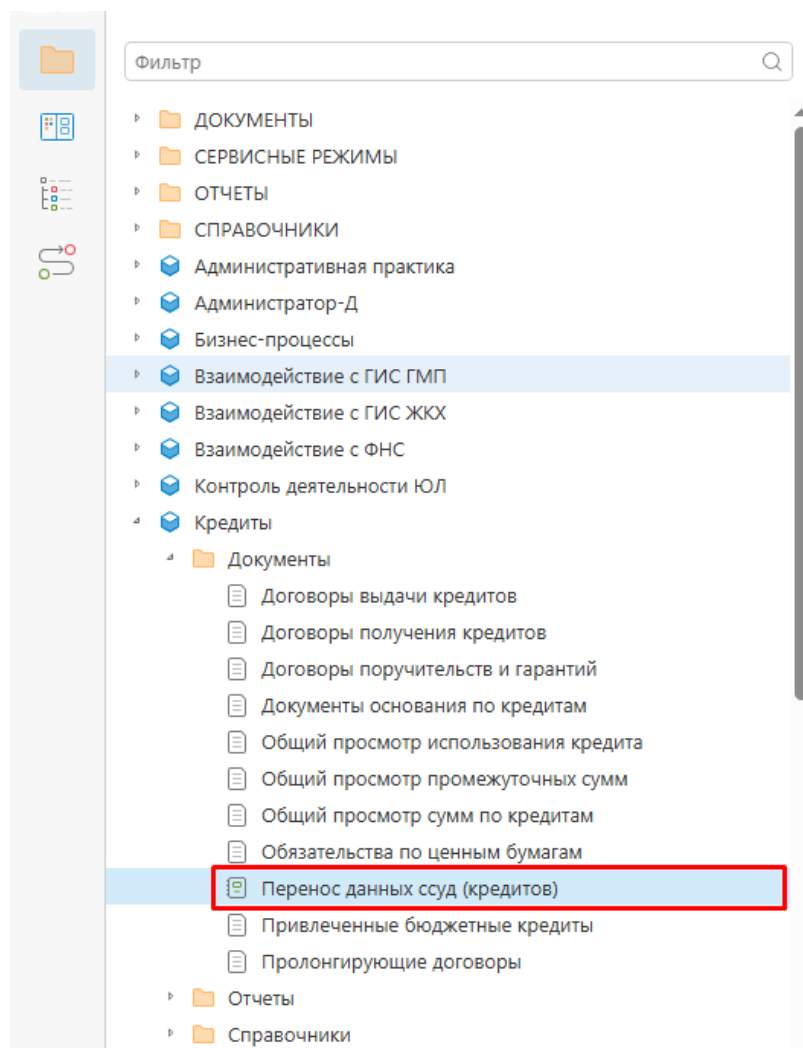 Фильтр
ДОКУМЕНТЫ
СЕРВИСНЫЕ РЕЖИМЫ
ОТЧЕТЫ
СПРАВОЧНИКИ
Административная практика
Администратор-Д
Бизнес-процессы
Взаимодействие с ГИС ГМП
Взаимодействие с ГИС ЖКХ
Взаимодействие с ФНС
Контроль деятельности ЮЛ
Кредиты
Документы
Договоры выдачи кредитов
Договоры получения кредитов
Договоры поручительств и гарантий
Документы основания по кредитам
Общий просмотр использования кредита
Общий просмотр промежуточных сумм
Общий просмотр сумм по кредитам
Обязательства по ценным бумагам
Перенос данных ссуд (кредитов)
Привлеченные бюджетные кредиты
Пролонгирующие договоры
Отчеты
Справочники